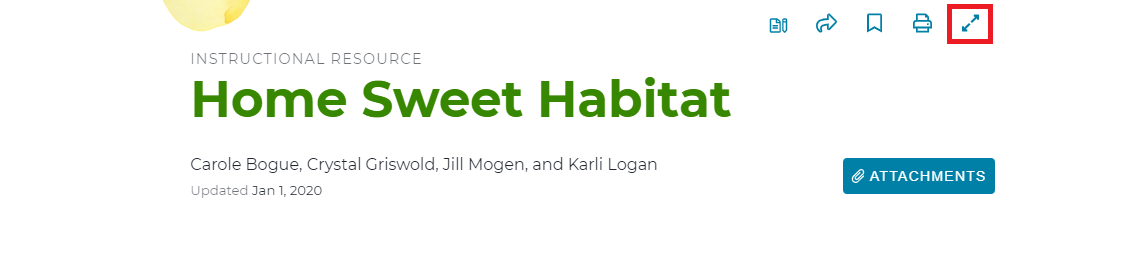 INSTRUCTIONAL RESOURCE
Home Sweet Habitat
Carole Bogue, Crystal Griswold, Jill Mogen, and Karli Logan
Updated Jan 1, 2020
ATTACHMENTS